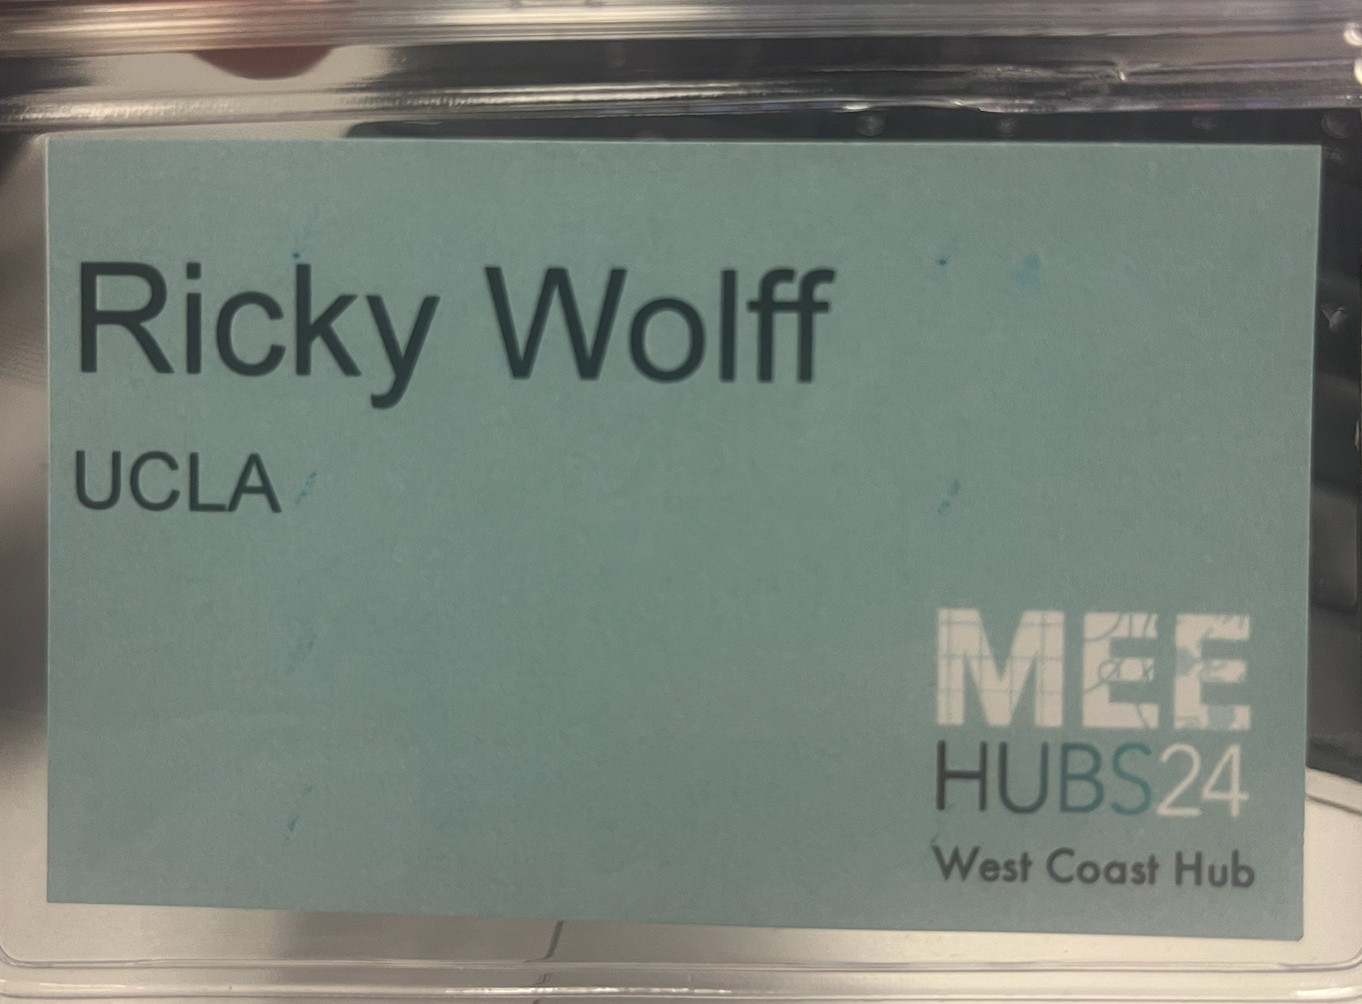 Ricky Wolff
UCLA
MEE
HUBS24
West Coast Hub